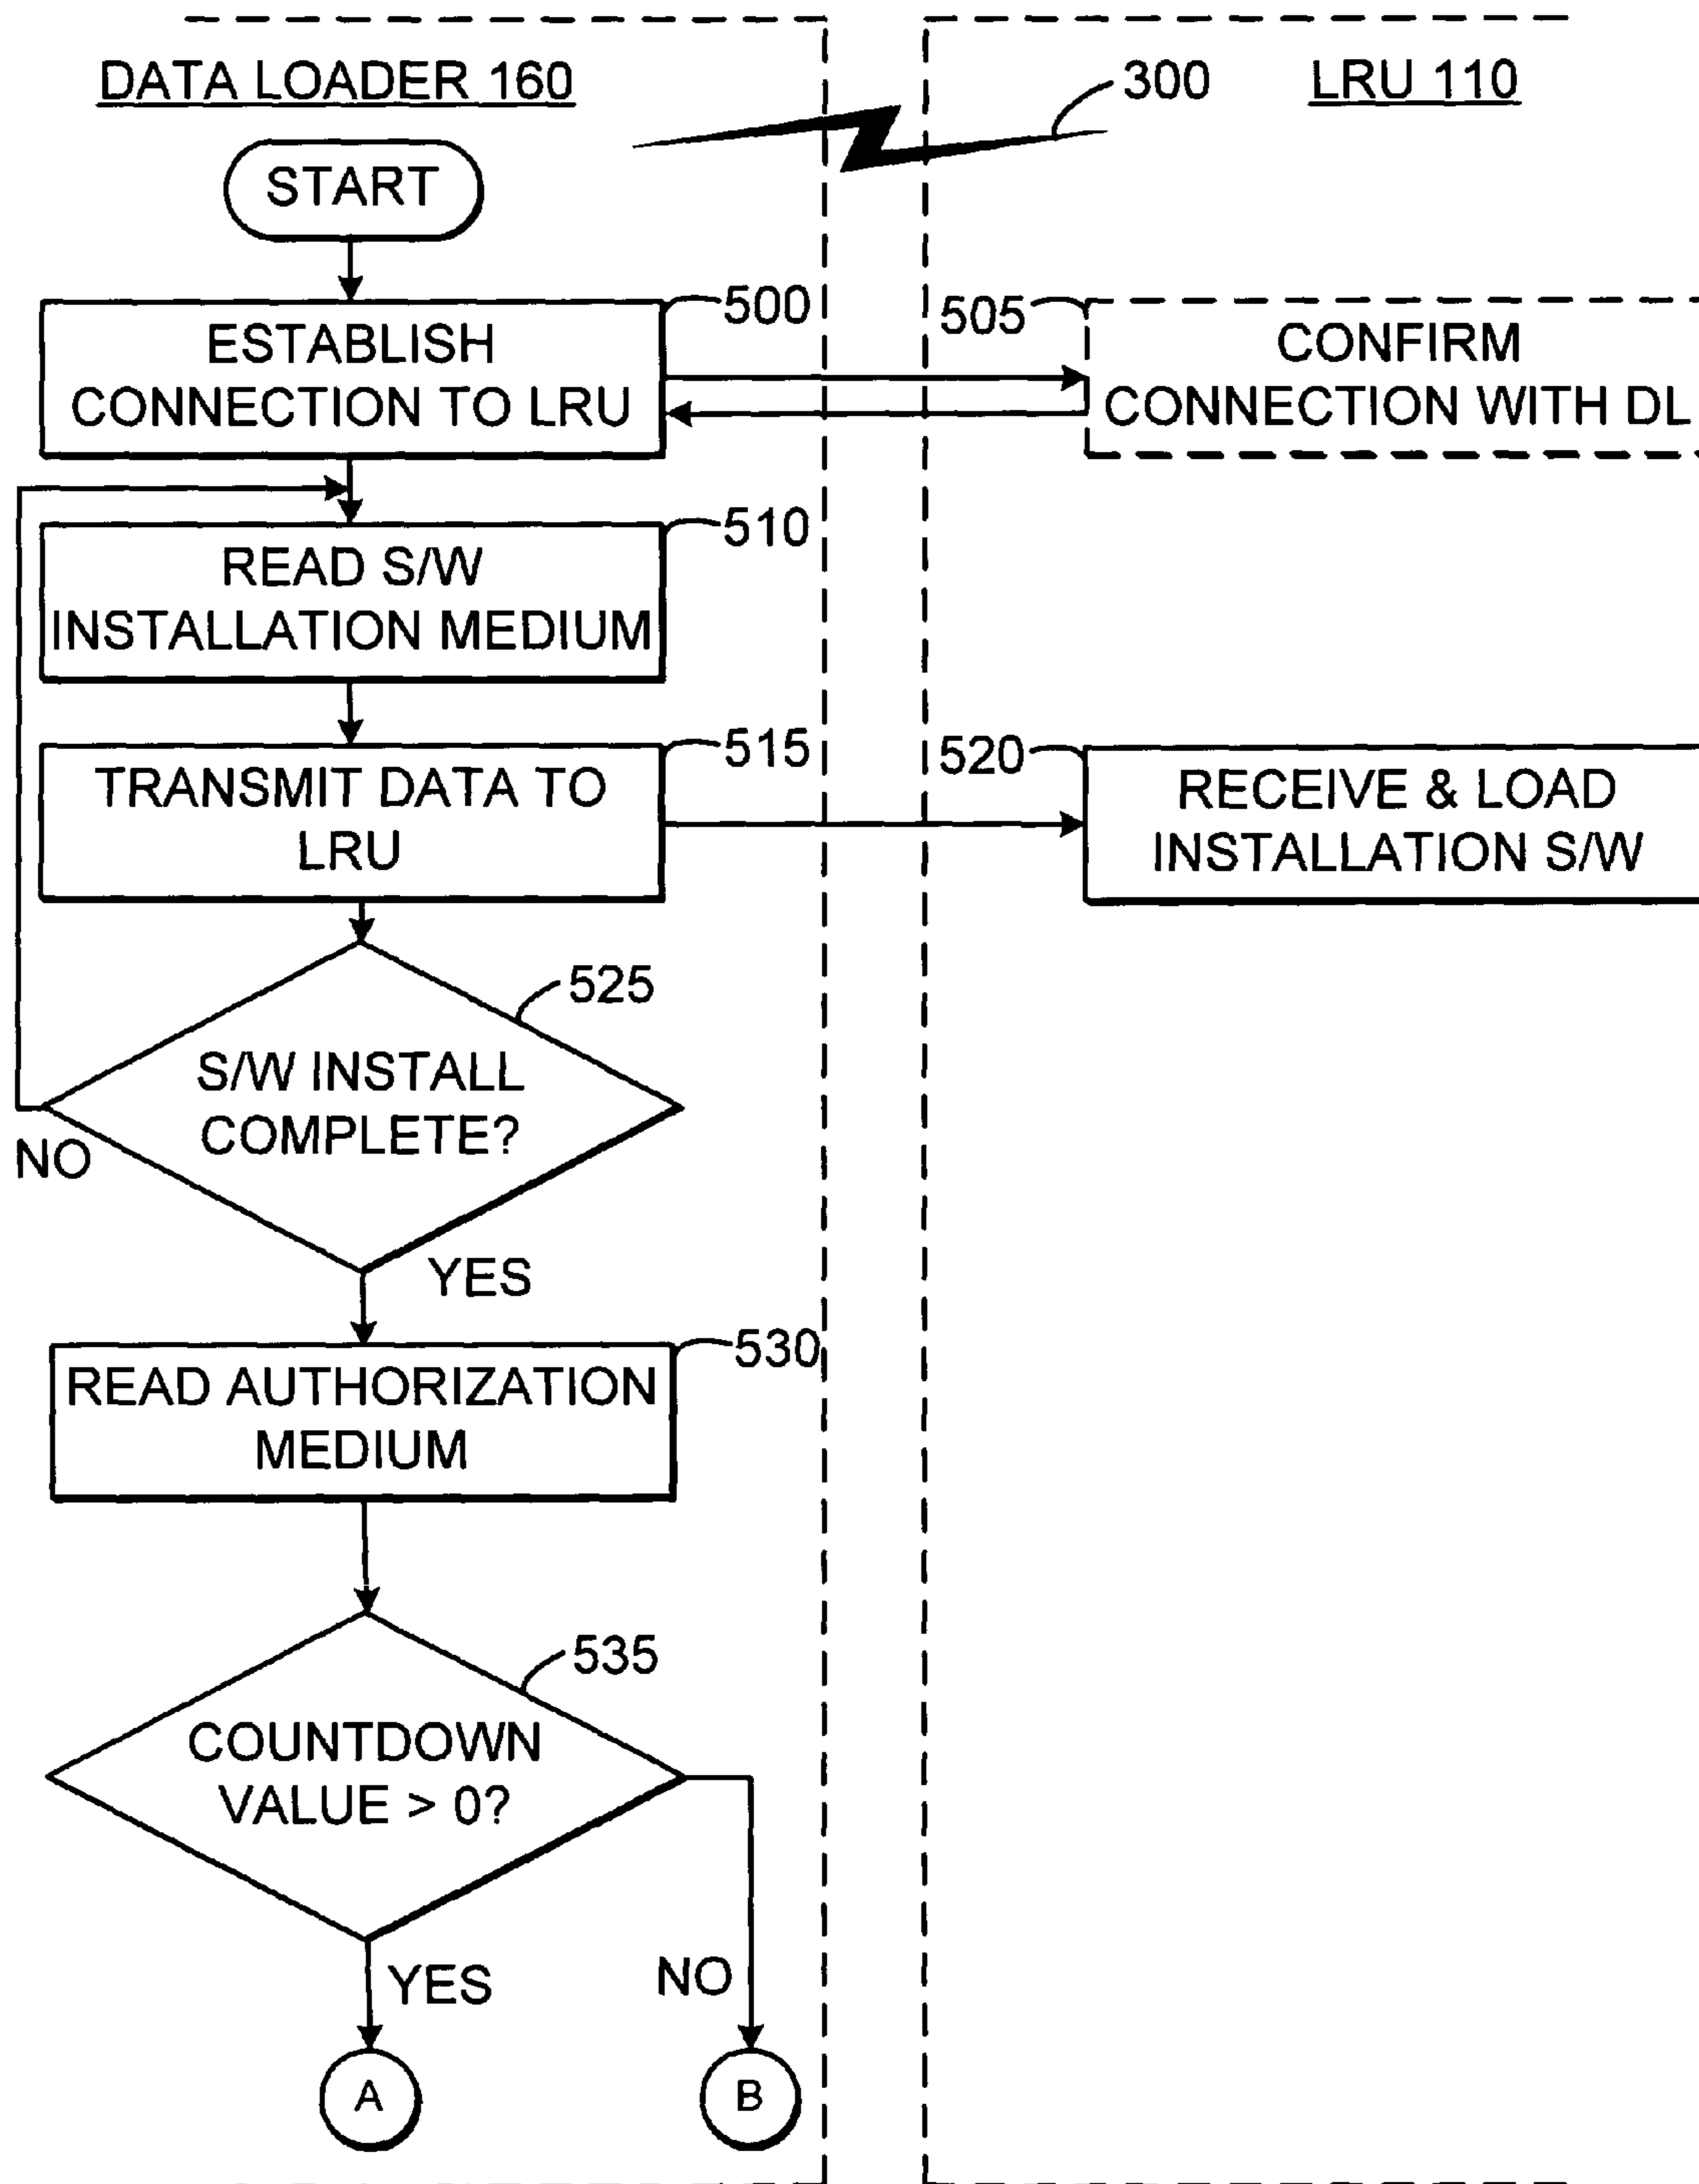 DATA LOADER 160
300
LRU 110
START
500
ESTABLISH
CONNECTION TO LRU
505
CONFIRM
CONNECTION WITH DL
510
READ S/W
INSTALLATION MEDIUM
515
TRANSMIT DATA TO
LRU
520
RECEIVE & LOAD
INSTALLATION S/W
525
S/W INSTALL
COMPLETE?
NO
YES
530
READ AUTHORIZATION
MEDIUM
535
COUNTDOWN
VALUE > 0?
YES
NO
A
B